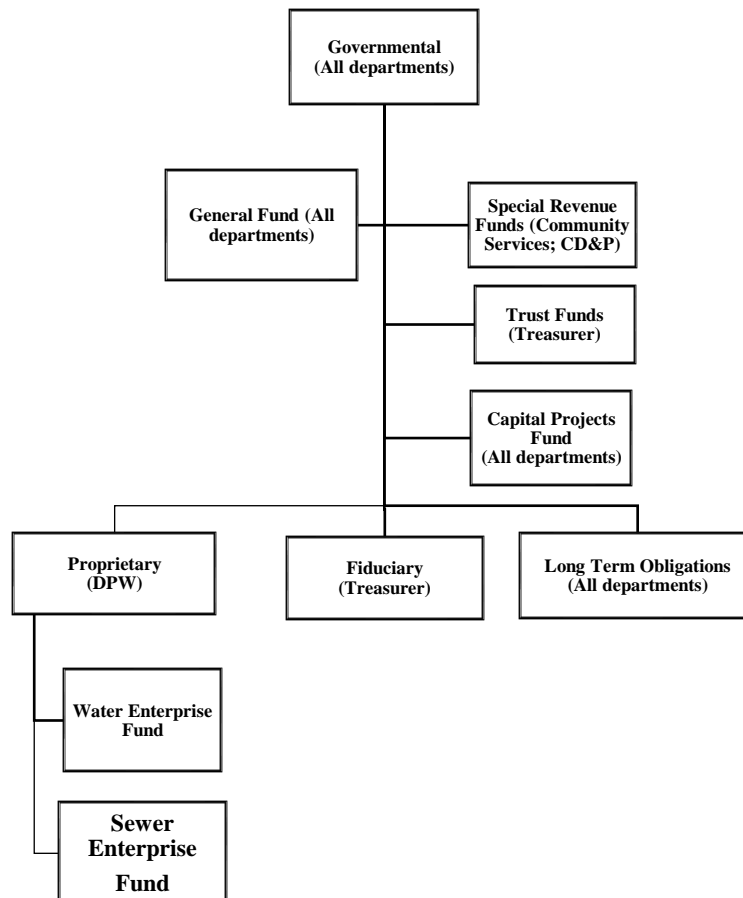 Governmental
(All departments)
General Fund (All
departments)
Special Revenue
Funds (Community
Services; CD&P)
Trust Funds
(Treasurer)
Capital Projects
Fund
(All departments)
Proprietary
(DPW)
Fiduciary
(Treasurer)
Long Term Obligations
(All departments)
Water Enterprise
Fund
Sewer
Enterprise
Fund